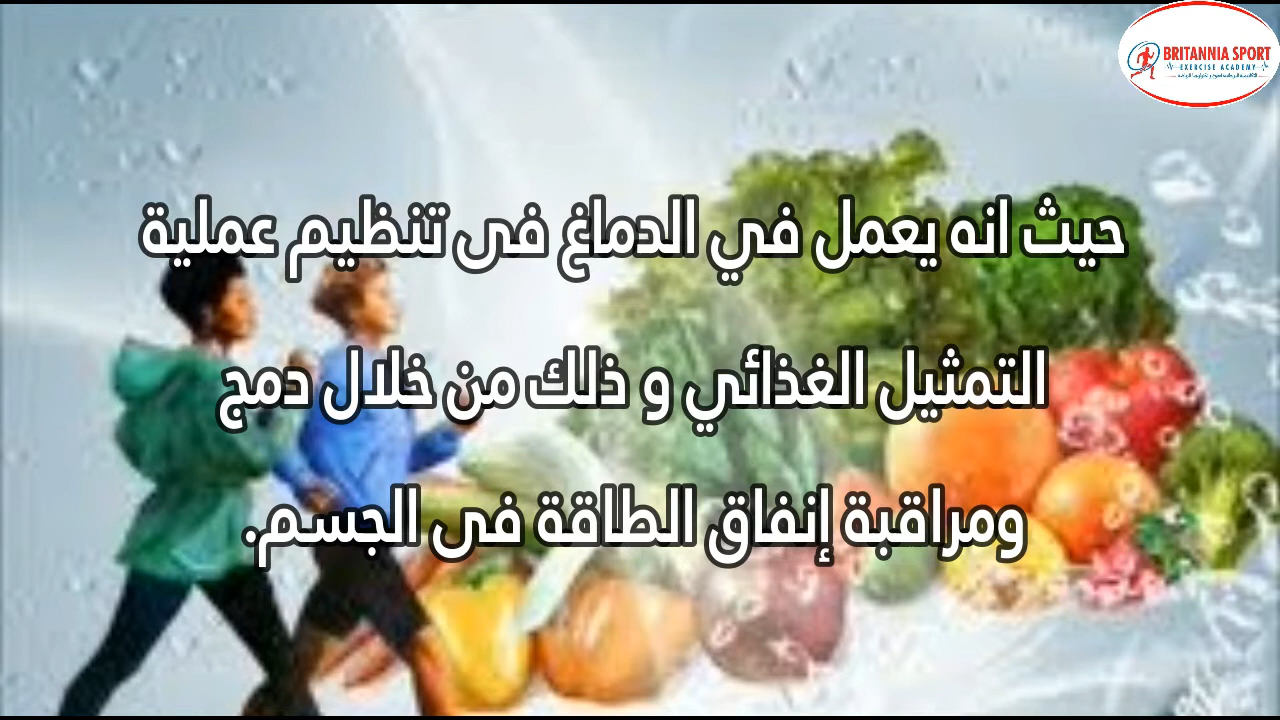 BRITANNIA SPORT
EXERCISE ACADEMY
حيث انه يعمل في الدماغ فى تنظيم عملية
التمثيل الغذائي و ذلك من خلال دمج
ومراقبة إنفاق الطاقة فى الجسم.